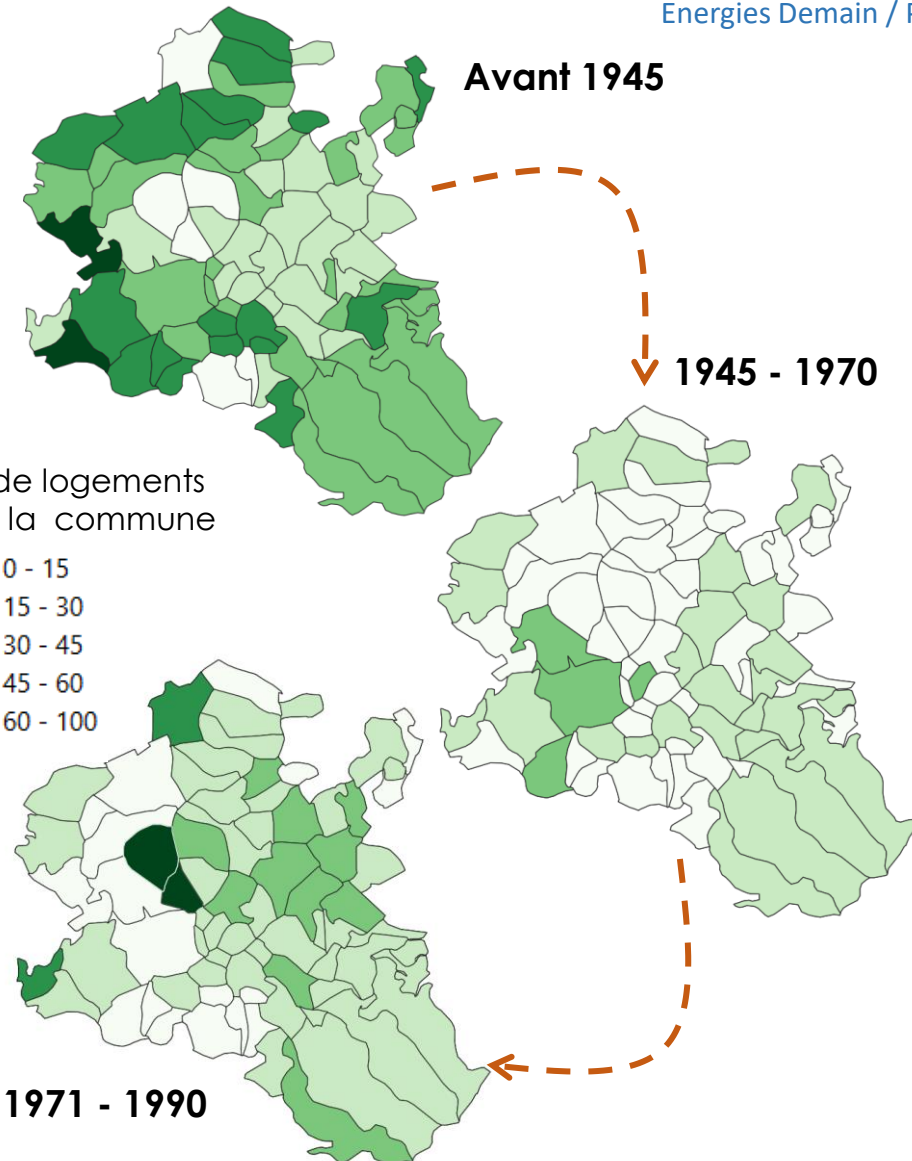 Energies Demain /
Avant 1945
1945 - 1970
de logements
la commune
0 - 15
15 - 30
30 - 45
45 - 60
60 - 100
1971 - 1990